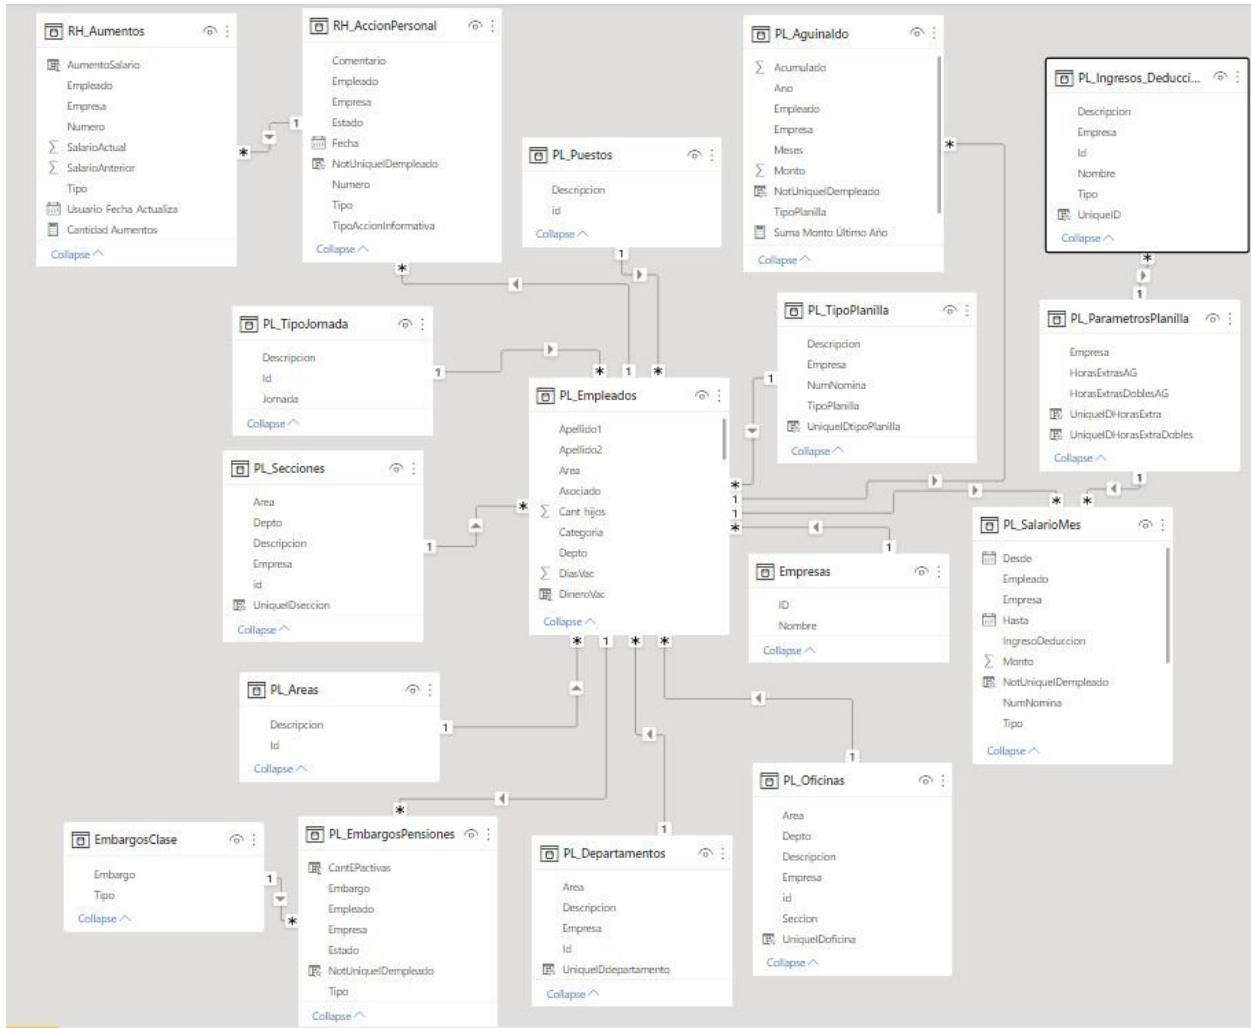 RH_Aumentos
AumentoSalario
Empleado
Empresa
Numero
SalarioActual
SalarioAnterior
Tipo
Usuario Fecha Actualiza
Cantidad Aumentos
Collapse
RH_AccionPersonal
Comentario
Empleado
Empresa
Estado
Fecha
NotUniqueIDempleado
Numero
Tipo
TipoAccionInformativa
Collapse
PL_Puestos
Descripcion
id
Collapse
PL_Aguinaldo
Acumulado
Ano
Empleado
Empresa
Meses
Monto
NotUniqueIDempleado
TipoPlanilla
Suma Monto Último Año
Collapse
PL_Ingresos_Deducci...
Descripcion
Empresa
Id
Nombre
Tipo
UniqueID
Collapse
PL_TipoJornada
Descripcion
Id
Jornada
Collapse
PL_Empleados
Apellido1
Apellido2
Area
Asociado
Cant hijos
Categoria
Depto
DiasVac
DineroVac
Collapse
PL_TipoPlanilla
Descripcion
Empresa
NumNomina
TipoPlanilla
UniqueIDtipoPlanilla
Collapse
PL_ParametrosPlanilla
Empresa
HorasExtrasAG
HorasExtrasDoblesAG
UniqueIDHorasExtra
UniqueIDHorasExtraDobles
Collapse
PL_Secciones
Area
Depto
Descripcion
Empresa
id
UniqueIDseccion
Collapse
Empresas
ID
Nombre
Collapse
PL_SalarioMes
Desde
Empleado
Empresa
Hasta
IngresoDeduccion
Monto
NotUniqueIDempleado
NumNomina
Tipo
Collapse
PL_Areas
Descripcion
Id
Collapse
EmbargosClase
Embargo
Tipo
Collapse
PL_EmbargosPensiones
CantEPactivas
Embargo
Empleado
Empresa
Estado
NotUniqueIDempleado
Tipo
Collapse
PL_Departamentos
Area
Descripcion
Empresa
Id
UniqueIDdepartamento
Collapse
PL_Oficinas
Area
Depto
Descripcion
Empresa
id
Seccion
UniqueIDoficina
Collapse